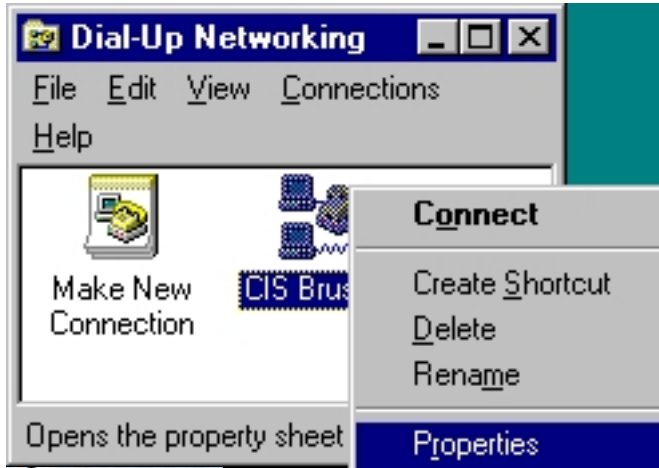 Dial-Up Networking
File Edit View Connections
Help
Make New
Connection
CIS
Connect
Create Shortcut
Delete
Rename
Properties
Opens the property sheet